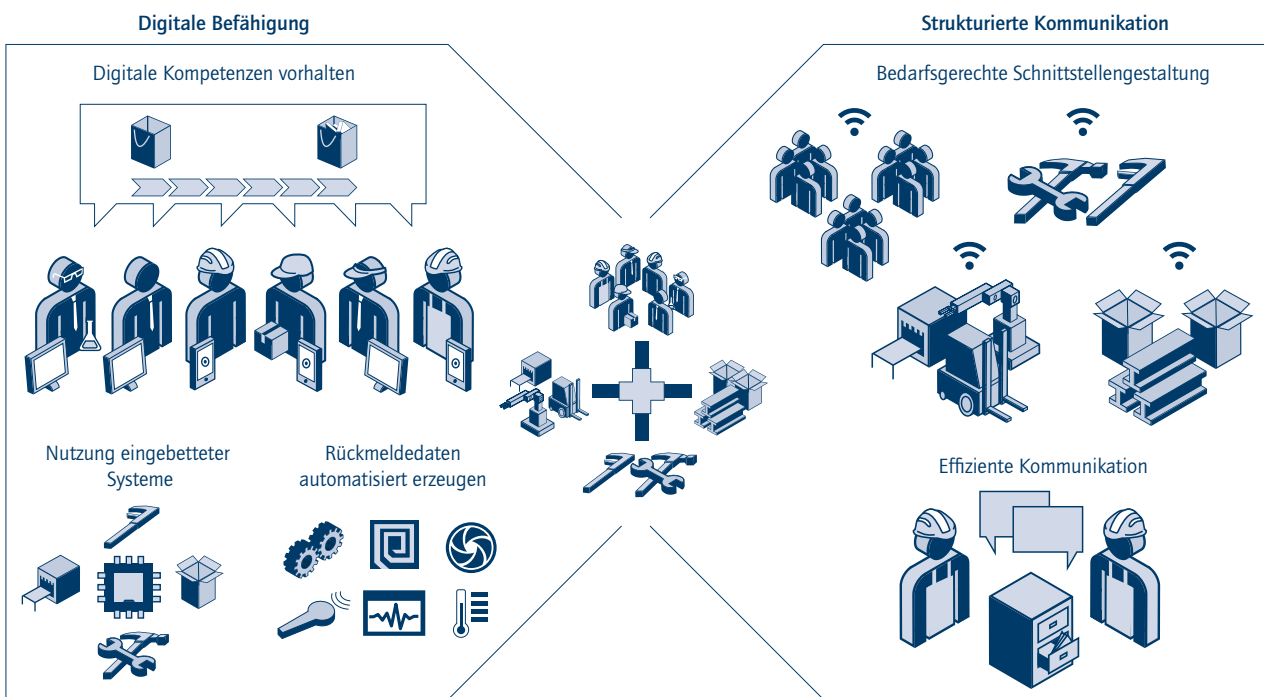 Digitale Befähigung
Digitale Kompetenzen vorhalten
Nutzung eingebetteter
Systeme
Rückmeldedaten
automatisiert erzeugen
Strukturierte Kommunikation
Bedarfsgerechte Schnittstellengestaltung
Effiziente Kommunikation